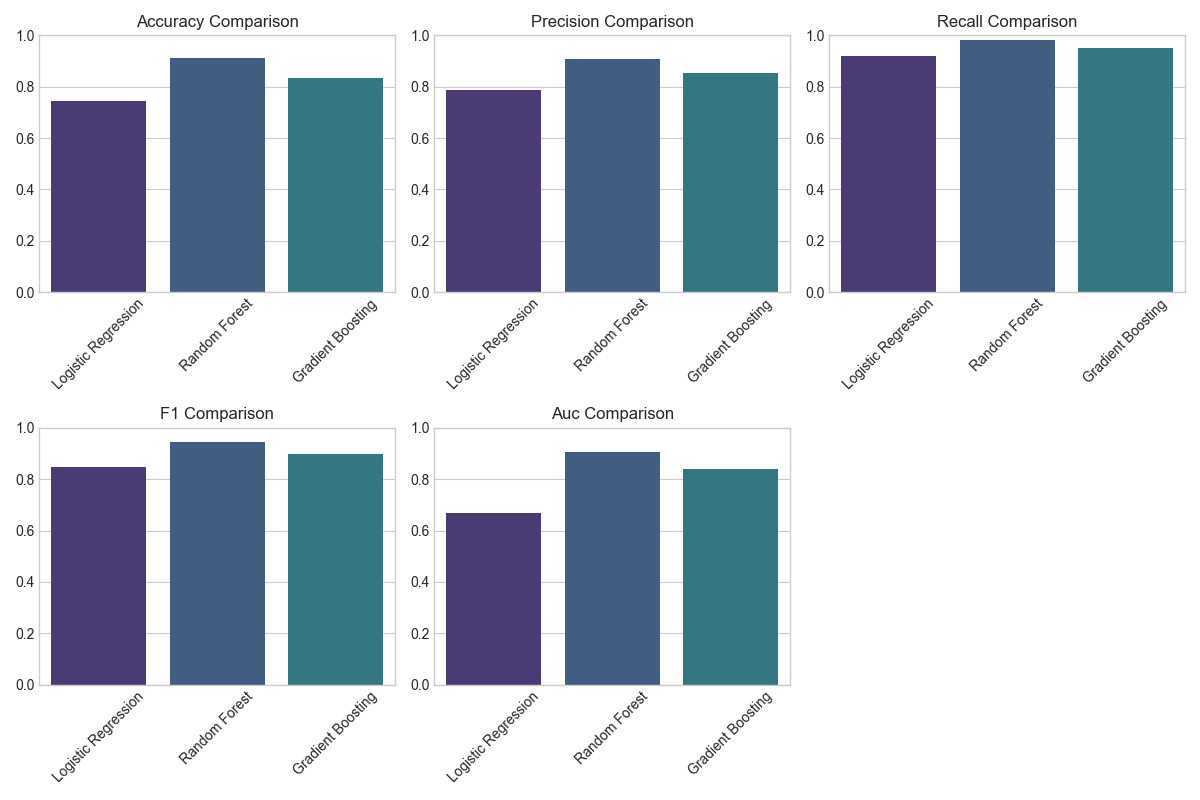 Accuracy Comparison
1.0
0.8
0.6
0.4
0.2
0.0
Logistic Regression
Random Forest
Gradient Boosting
Precision Comparison
1.0
0.8
0.6
0.4
0.2
0.0
Logistic Regression
Random Forest
Gradient Boosting
Recall Comparison
1.0
0.8
0.6
0.4
0.2
0.0
Logistic Regression
Random Forest
Gradient Boosting
F1 Comparison
1.0
0.8
0.6
0.4
0.2
0.0
Logistic Regression
Random Forest
Gradient Boosting
Auc Comparison
1.0
0.8
0.6
0.4
0.2
0.0
Logistic Regression
Random Forest
Gradient Boosting